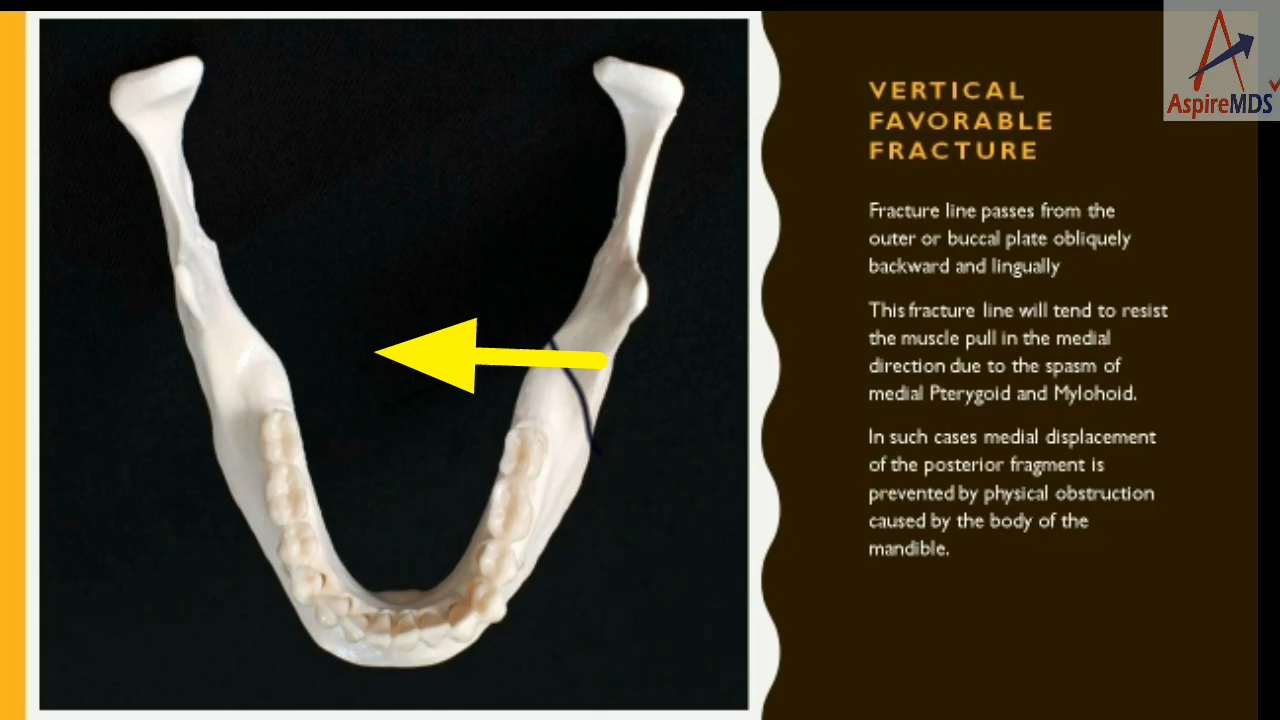 AspireMDS
VERTICAL
FAVORABLE
FRACTURE
Fracture line passes from the
outer or buccal plate obliquely
backward and lingually
This fracture line will tend to resist
the muscle pull in the medial
direction due to the spasm of
medial Pterygoid and Mylohoid.
In such cases medial displacement
of the posterior fragment is
prevented by physical obstruction
caused by the body of the
mandible.